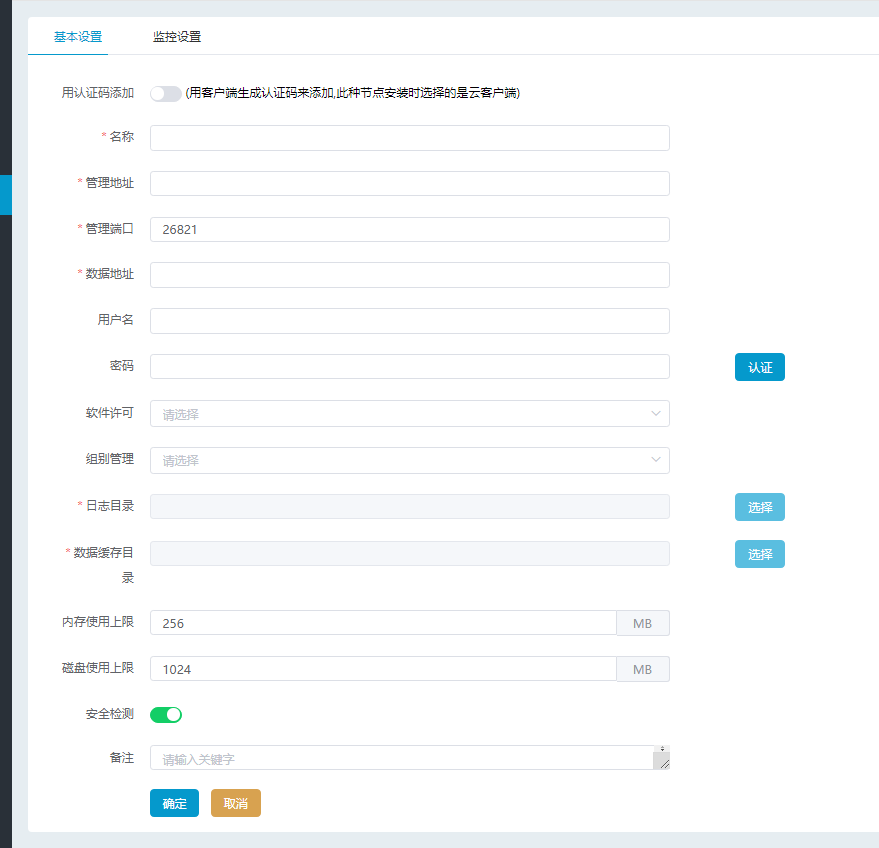 基本设置 监控设置
用认证码添加 (用客户端生成认证码来添加,此种节点安装时选择的是云客户端)
* 名称
* 管理地址
* 管理端口 26821
* 数据地址
用户名
密码 认证
软件许可 请选择
组别管理 请选择
* 日志目录 选择
* 数据缓存目 选择
录
内存使用上限 256 MB
磁盘使用上限 1024 MB
安全检测
备注 请输入关键字
确定 取消